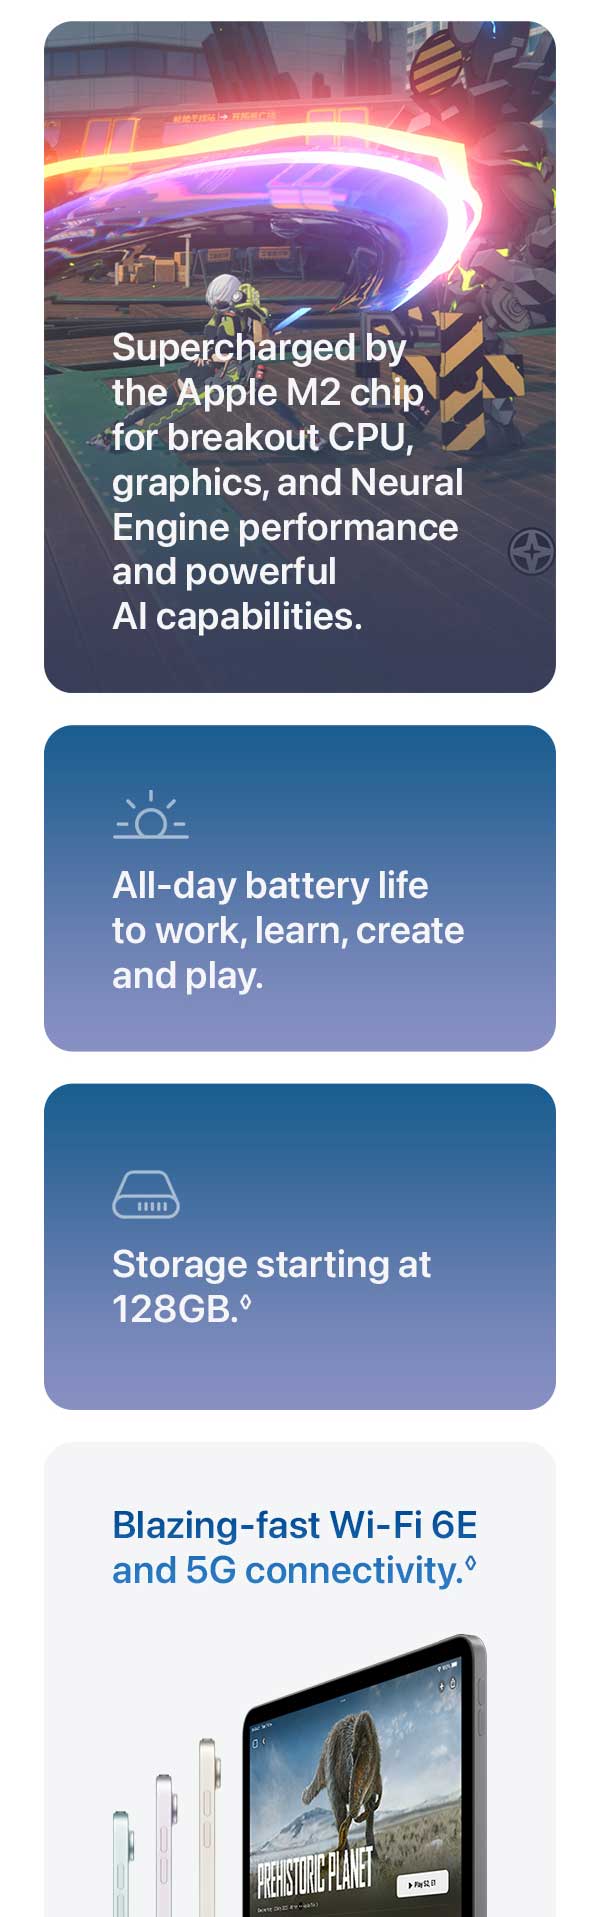 Supercharged by
the Apple M2 chip
for breakout CPU,
graphics, and Neural
Engine performance
and powerful
AI capabilities.
All-day battery life
to work, learn, create
and play.
Storage starting at
128GB.◊
Blazing-fast Wi-Fi 6E
and 5G connectivity.◊
PREHISTORIC PLANET
▶ Play S2, E1